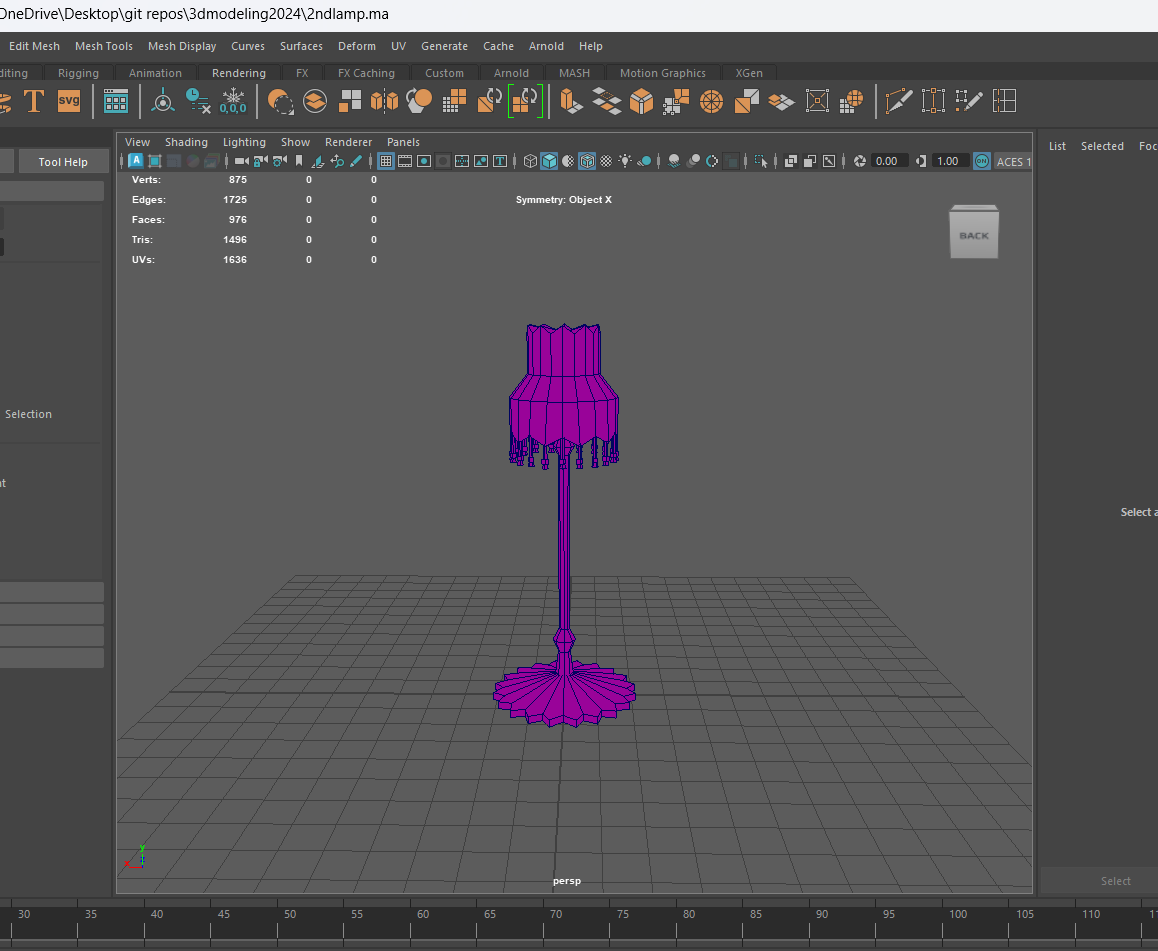 OneDrive\Desktop\git repos\3dmodeling2024\2ndlamp.ma
Edit Mesh Mesh Tools Mesh Display Curves Surfaces Deform UV Generate Cache Arnold Help
diting Rigging Animation Rendering FX FX Caching Custom Arnold MASH Motion Graphics XGen
T svg 0,0,0
View Shading Lighting Show Renderer Panels
List Selected Foc
Tool Help
A T 0.00 1.00 ON ACES 1
Verts: 875 0 0
Edges: 1725 0 0
Symmetry: Object X
Faces: 976 0 0
Tris: 1496 0 0
UVs: 1636 0 0
BACK
Selection
nt
Select a
y
x
persp
Select
30 35 40 45 50 55 60 65 70 75 80 85 90 95 100 105 110 11